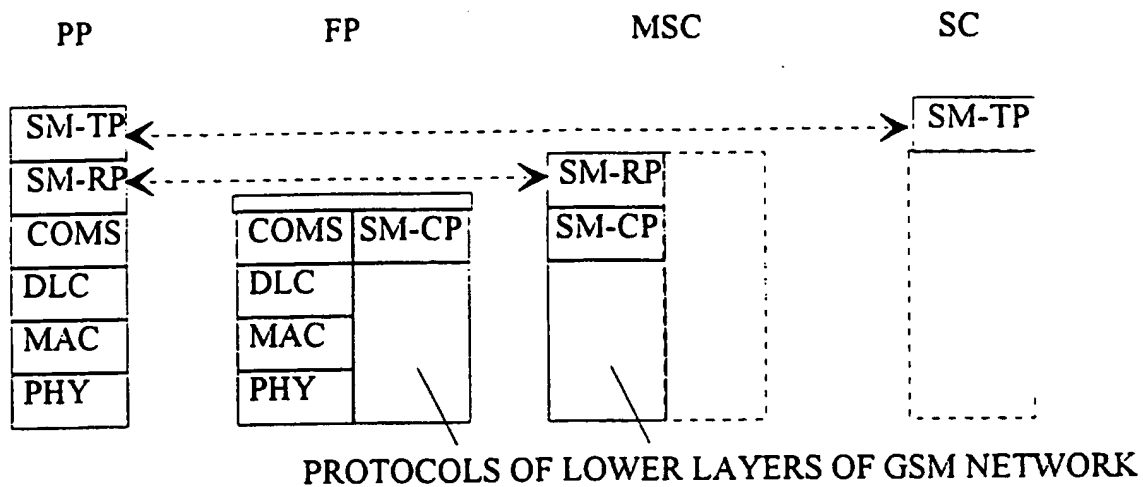 PP FP MSC SC
SM-TP SM-TP
SM-RP SM-RP
COMS COMS SM-CP SM-CP
DLC DLC
MAC MAC
PHY PHY
PROTOCOLS OF LOWER LAYERS OF GSM NETWORK